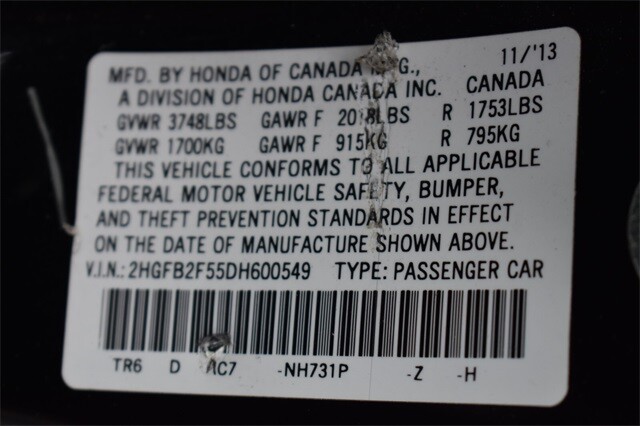 11/'13
MFD. BY HONDA OF CANADA G.,
A DIVISION OF HONDA CANADA INC. CANADA
GVWR 3748LBS GAWR F 2018LBS R 1753LBS
GVWR 1700KG GAWR F 915KG R 795KG
THIS VEHICLE CONFORMS TO ALL APPLICABLE
FEDERAL MOTOR VEHICLE SAFETY, BUMPER,
AND THEFT PREVENTION STANDARDS IN EFFECT
ON THE DATE OF MANUFACTURE SHOWN ABOVE.
V.I.N.: 2HGFB2F55DH600549 TYPE: PASSENGER CAR
TR6 D AC7 -NH731P -Z -H